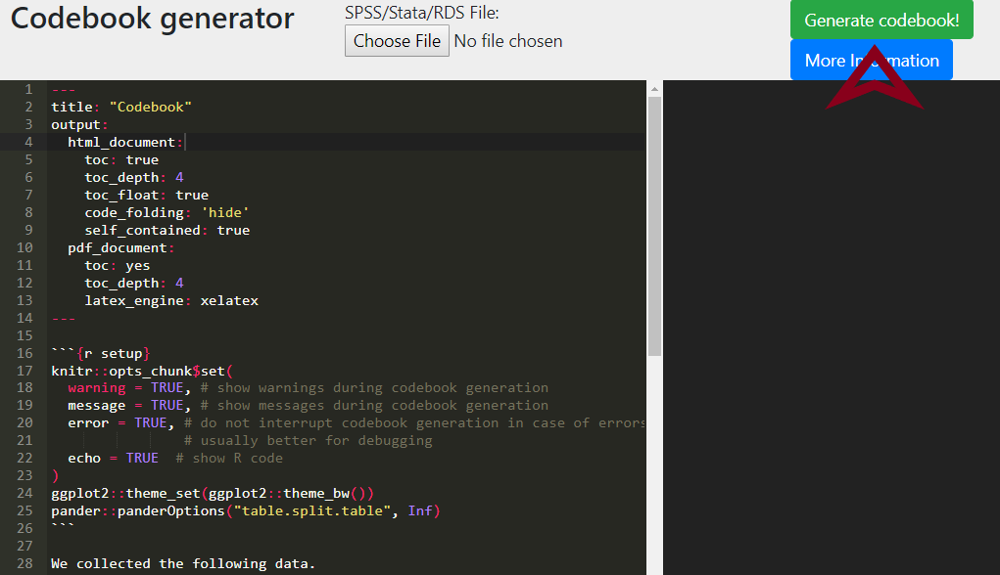 Codebook generator
SPSS/Stata/RDS File:
Choose File No file chosen
Generate codebook!
More Information
1 ---
2 title: "Codebook"
3 output:
4   html_document:
5     toc: true
6     toc_depth: 4
7     toc_float: true
8     code_folding: 'hide'
9     self_contained: true
10   pdf_document:
11     toc: yes
12     toc_depth: 4
13     latex_engine: xelatex
14 ---
15
16 ```{r setup}
17 knitr::opts_chunk$set(
18   warning = TRUE, # show warnings during codebook generation
19   message = TRUE, # show messages during codebook generation
20   error = TRUE, # do not interrupt codebook generation in case of errors
21                 # usually better for debugging
22   echo = TRUE  # show R code
23 )
24 ggplot2::theme_set(ggplot2::theme_bw())
25 pander::panderOptions("table.split.table", Inf)
26 ```
27
28 We collected the following data.